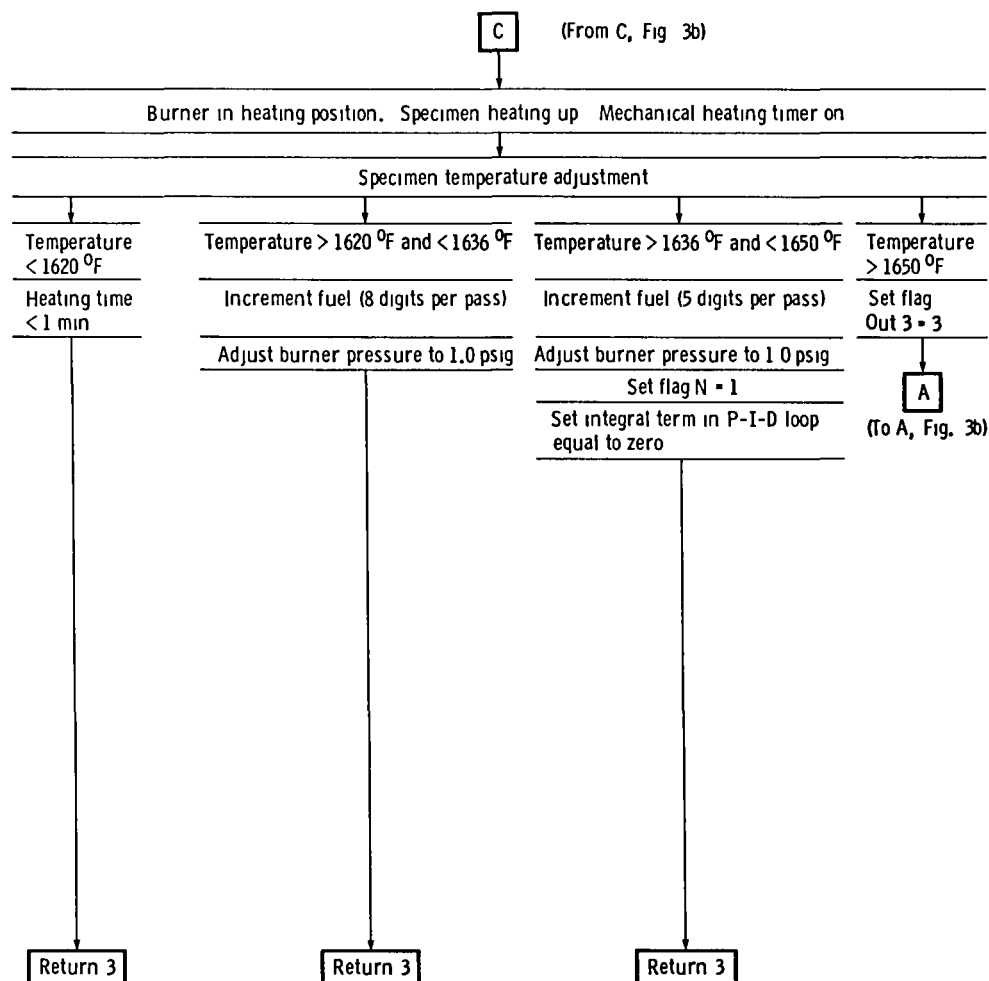 C (From C, Fig 3b)
Burner in heating position. Specimen heating up Mechanical heating timer on
Specimen temperature adjustment
Temperature
< 1620 °F
Heating time
< 1 min
Return 3
Temperature > 1620 °F and < 1636 °F
Increment fuel (8 digits per pass)
Adjust burner pressure to 1.0 psig
Return 3
Temperature > 1636 °F and < 1650 °F
Increment fuel (5 digits per pass)
Adjust burner pressure to 1 0 psig
Set flag N = 1
Set integral term in P-I-D loop
equal to zero
Return 3
Temperature
> 1650 °F
Set flag
Out 3 = 3
A
(To A, Fig. 3b)